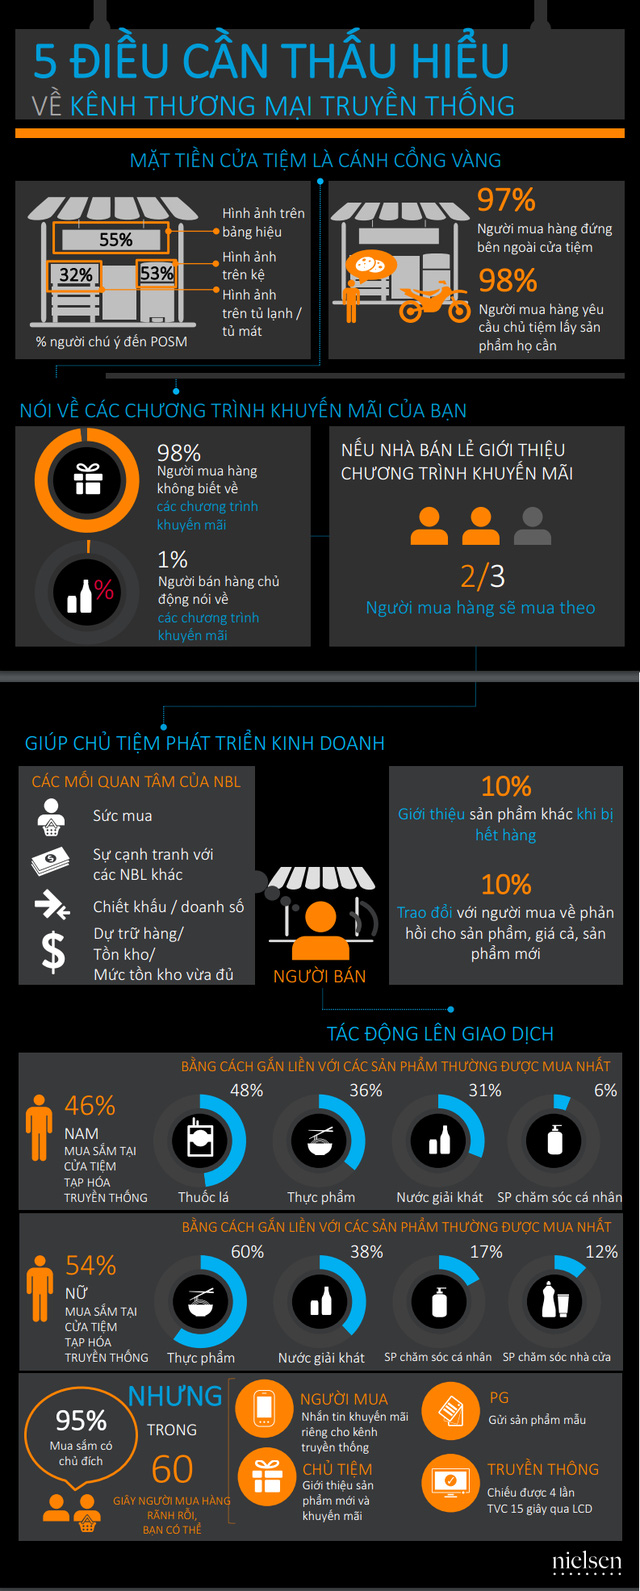 5 ĐIỀU CẦN THẤU HIỂU
VỀ KÊNH THƯƠNG MẠI TRUYỀN THỐNG
MẶT TIỀN CỬA TIỆM LÀ CÁNH CỔNG VÀNG
55%
32%
53%
Hình ảnh trên
bảng hiệu
Hình ảnh
trên kệ
Hình ảnh
trên tủ lạnh /
tủ mát
% người chú ý đến POSM
97%
Người mua hàng đứng
bên ngoài cửa tiệm
98%
Người mua hàng yêu
cầu chủ tiệm lấy sản
phẩm họ cần
NÓI VỀ CÁC CHƯƠNG TRÌNH KHUYẾN MÃI CỦA BẠN
98%
Người mua hàng
không biết về
các chương trình
khuyến mãi
%
1%
Người bán hàng chủ
động nói về
các chương trình
khuyến mãi
NẾU NHÀ BÁN LẺ GIỚI THIỆU
CHƯƠNG TRÌNH KHUYẾN MÃI
2/3
Người mua hàng sẽ mua theo
GIÚP CHỦ TIỆM PHÁT TRIỂN KINH DOANH
CÁC MỐI QUAN TÂM CỦA NBL
Sức mua
Sự cạnh tranh với
các NBL khác
Chiết khấu / doanh số
$
Dự trữ hàng/
Tồn kho/
Mức tồn kho vừa đủ
NGƯỜI BÁN
10%
Giới thiệu sản phẩm khác khi bị
hết hàng
10%
Trao đổi với người mua về phản
hồi cho sản phẩm, giá cả, sản
phẩm mới
TÁC ĐỘNG LÊN GIAO DỊCH
BẰNG CÁCH GẮN LIỀN VỚI CÁC SẢN PHẨM THƯỜNG ĐƯỢC MUA NHẤT
46%
NAM
MUA SẮM TẠI
CỬA TIỆM
TẠP HÓA
TRUYỀN THỐNG
48%
Thuốc lá
36%
Thực phẩm
31%
Nước giải khát
6%
SP chăm sóc cá nhân
BẰNG CÁCH GẮN LIỀN VỚI CÁC SẢN PHẨM THƯỜNG ĐƯỢC MUA NHẤT
54%
NỮ
MUA SẮM TẠI
CỬA TIỆM
TẠP HÓA
TRUYỀN THỐNG
60%
Thực phẩm
38%
Nước giải khát
17%
SP chăm sóc cá nhân
12%
SP chăm sóc nhà cửa
95%
Mua sắm có
chủ đích
NHƯNG
TRONG
60
GIÂY NGƯỜI MUA HÀNG
RÃNH RỖI,
BẠN CÓ THỂ
NGƯỜI MUA
Nhắn tin khuyến mãi
riêng cho kênh
truyền thống
CHỦ TIỆM
Giới thiệu sản
phẩm mới và
khuyến mãi
PG
Gửi sản phẩm mẫu
TRUYỀN THÔNG
Chiếu được 4 lần
TVC 15 giây qua LCD
nielsen